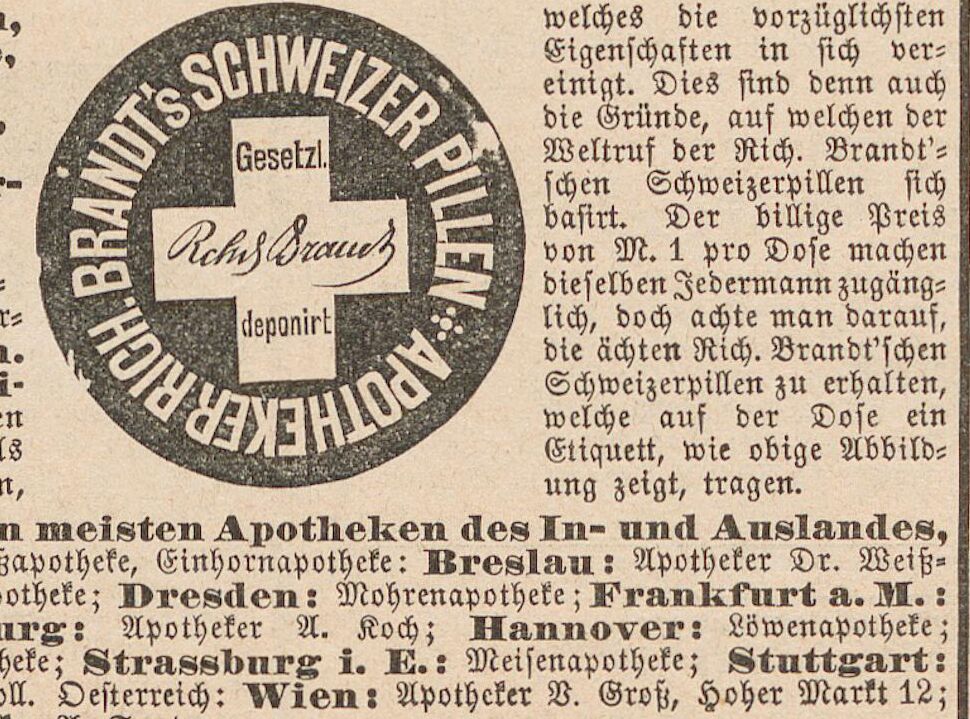 APOTHEKER RICH. BRANDT's SCHWEIZER PILLEN
Gesetzl.
Rchd Brandt
deponirt
welches die vorzüglichsten
Eigenschaften in sich ver-
einigt. Dies sind denn auch
die Gründe, auf welchen der
Weltruf der Rich. Brandt'-
schen Schweizerpillen sich
basirt. Der billige Preis
von M. 1 pro Dose machen
dieselben Jedermann zugäng-
lich, doch achte man darauf,
die ächten Rich. Brandt'schen
Schweizerpillen zu erhalten,
welche auf der Dose ein
Etiquett, wie obige Abbild-
ung zeigt, tragen.
n meisten Apotheken des In- und Auslandes,
ßapotheke, Einhornapotheke: Breslau: Apotheker Dr. Weiß-
potheke; Dresden: Mohrenapotheke; Frankfurt a. M.:
urg: Apotheker A. Koch; Hannover: Löwenapotheke;
heke; Strassburg i. E.: Meisenapotheke; Stuttgart:
oll. Oesterreich: Wien: Apotheker V. Groß, Hoher Markt 12;